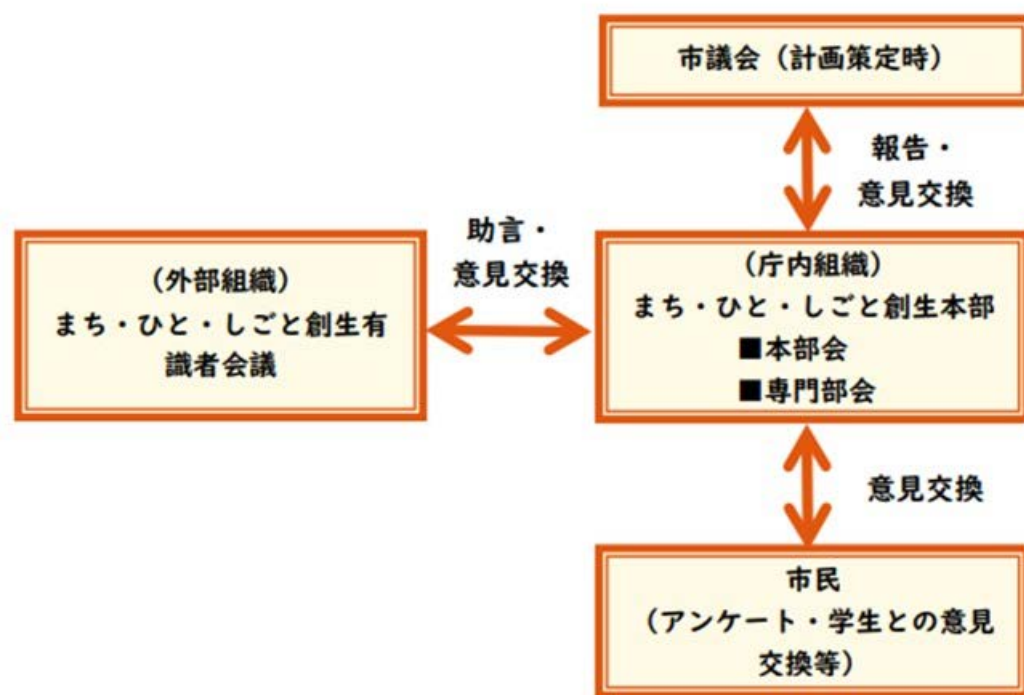 市議会（計画策定時）
報告・
意見交換
助言・
意見交換
（外部組織）
まち・ひと・しごと創生有
識者会議
（庁内組織）
まち・ひと・しごと創生本部
■本部会
■専門部会
意見交換
市民
（アンケート・学生との意見
交換等）